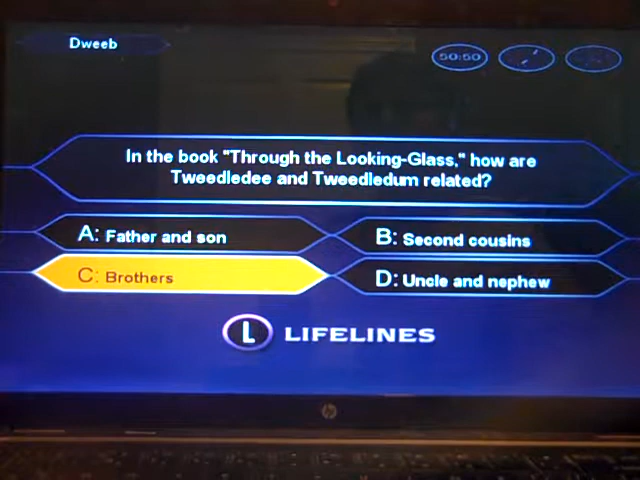 Dweeb
50:50
In the book "Through the Looking-Glass," how are
Tweedledee and Tweedledum related?
A: Father and son
B: Second cousins
C: Brothers
D: Uncle and nephew
L LIFELINES
hp